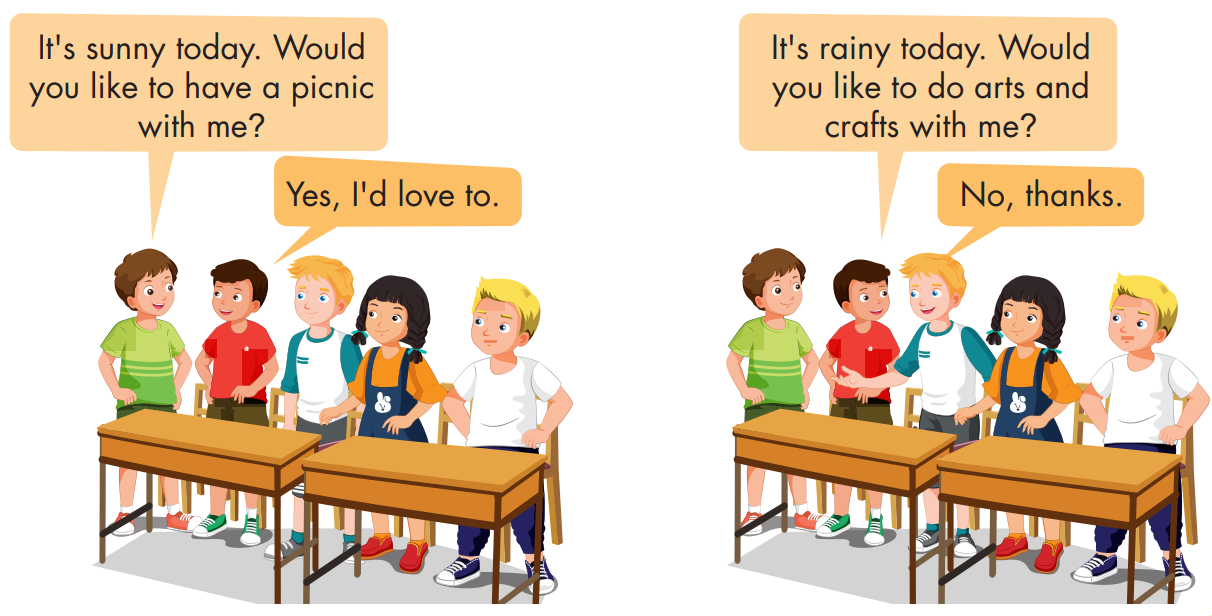 It's sunny today. Would
you like to have a picnic
with me?
Yes, I'd love to.
It's rainy today. Would
you like to do arts and
crafts with me?
No, thanks.